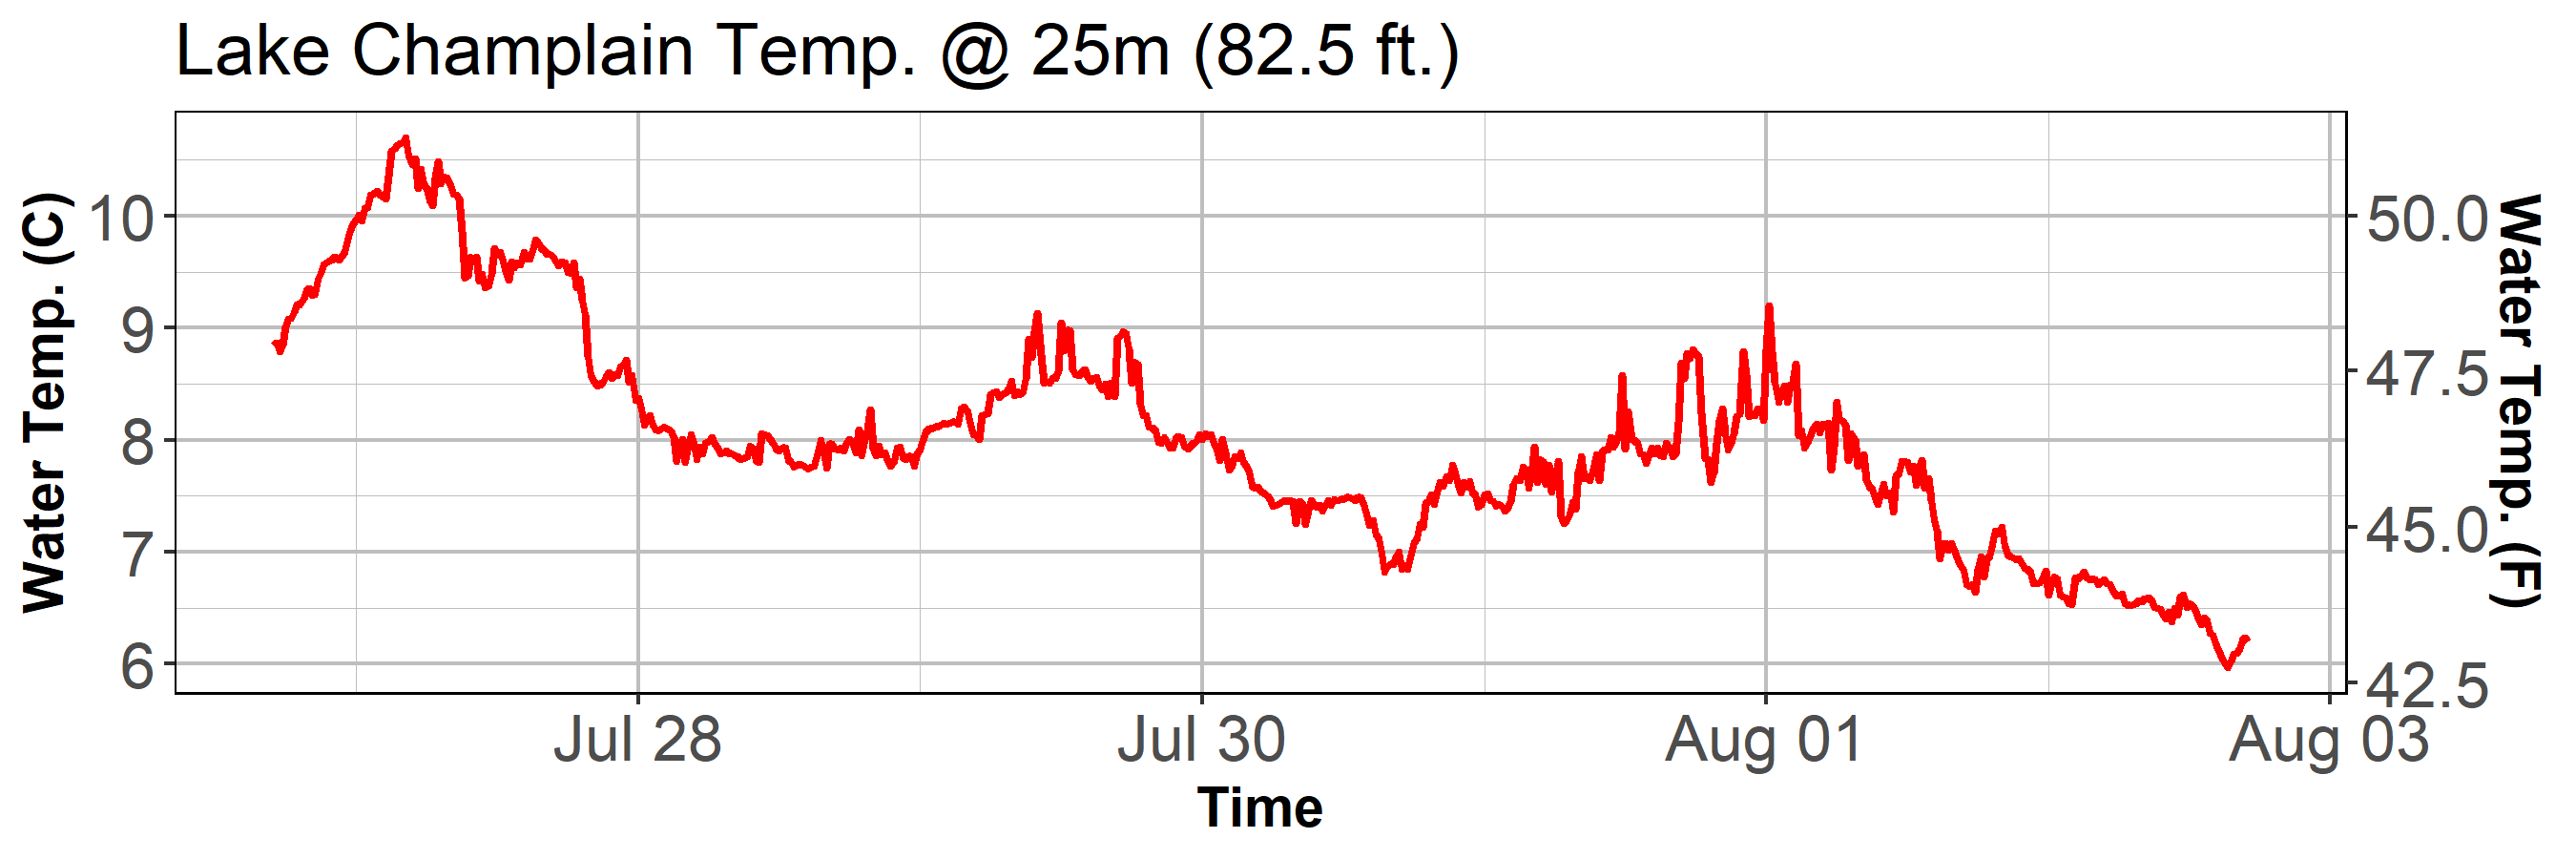 Lake Champlain Temp. @ 25m (82.5 ft.)
Water Temp. (C)
10
9
8
7
6
50.0
47.5
45.0
42.5
Water Temp. (F)
Jul 28
Jul 30
Aug 01
Aug 03
Time